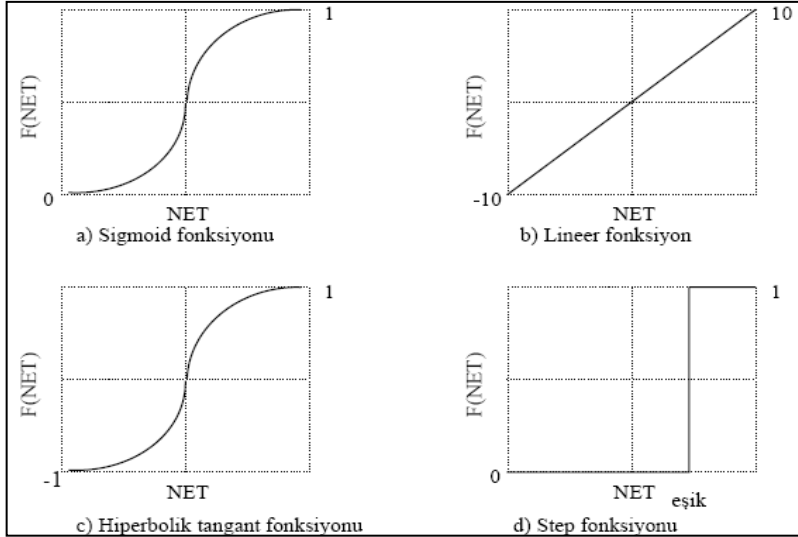 1
F(NET)
0
NET
a) Sigmoid fonksiyonu
10
F(NET)
-10
NET
b) Lineer fonksiyon
1
F(NET)
-1
NET
c) Hiperbolik tangant fonksiyonu
1
F(NET)
0
NET
eşik
d) Step fonksiyonu